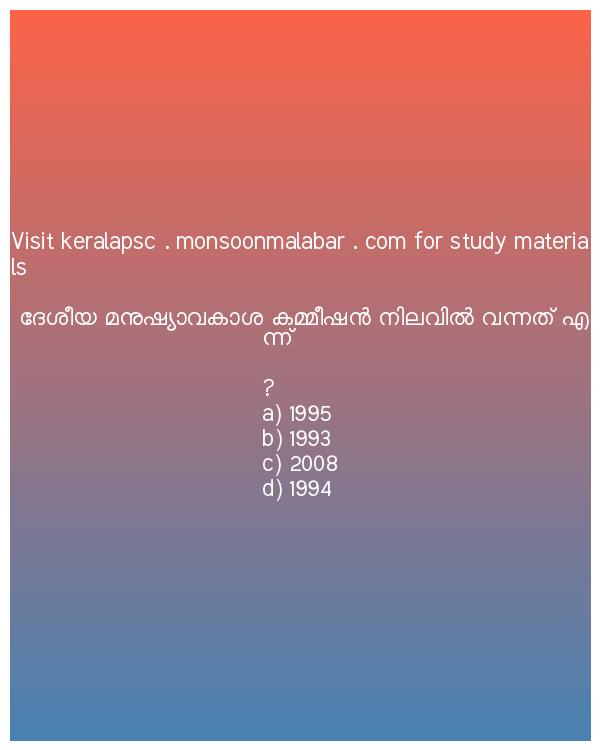 Visit keralapsc . monsoonmalabar . com for study materia
ls
ദേശീയ മനുഷ്യാവകാശ കമ്മീഷൻ നിലവിൽ വന്നത് എ
ന്ന്
?
a) 1995
b) 1993
c) 2008
d) 1994